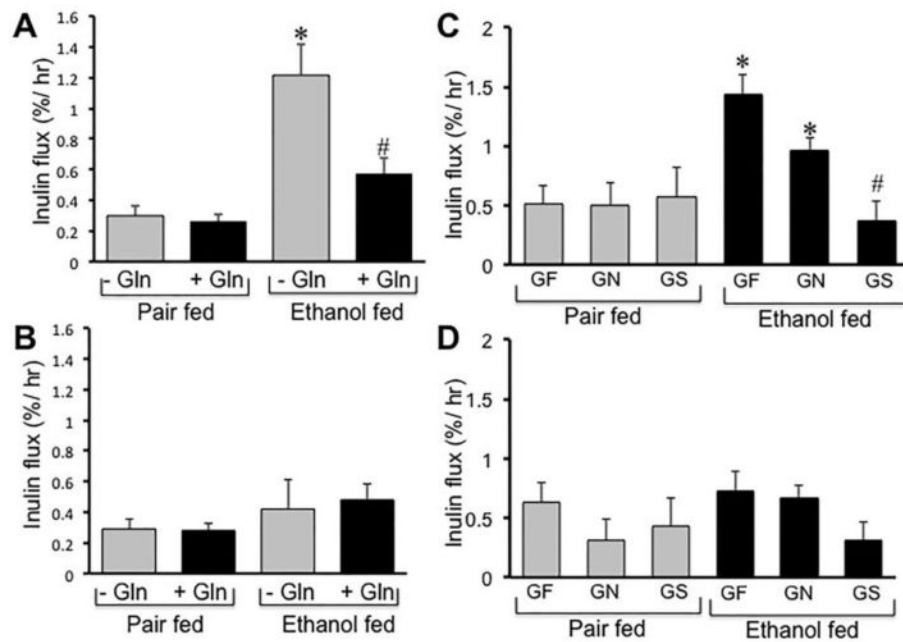 A
Inulin flux (%/ hr)
1.6
1.4
1.2
1
0.8
0.6
0.4
0.2
0
*
#
- Gln + Gln - Gln + Gln
Pair fed Ethanol fed
C
Inulin flux (%/ hr)
2
1.5
1
0.5
0
*
*
#
GF GN GS GF GN GS
Pair fed Ethanol fed
B
Inulin flux (%/ hr)
1.6
1.4
1.2
1
0.8
0.6
0.4
0.2
0
- Gln + Gln - Gln + Gln
Pair fed Ethanol fed
D
Inulin flux (%/ hr)
2
1.5
1
0.5
0
GF GN GS GF GN GS
Pair fed Ethanol fed